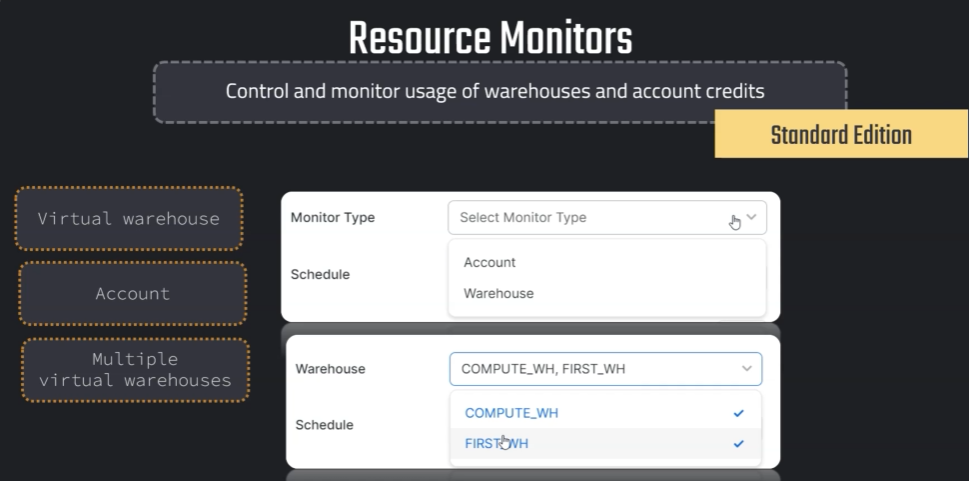 Resource Monitors
Control and monitor usage of warehouses and account credits
Standard Edition
Virtual warehouse
Account
Multiple
virtual warehouses
Monitor Type
Select Monitor Type
Account
Warehouse
Schedule
Warehouse
COMPUTE_WH, FIRST_WH
COMPUTE_WH
FIRST_WH
Schedule